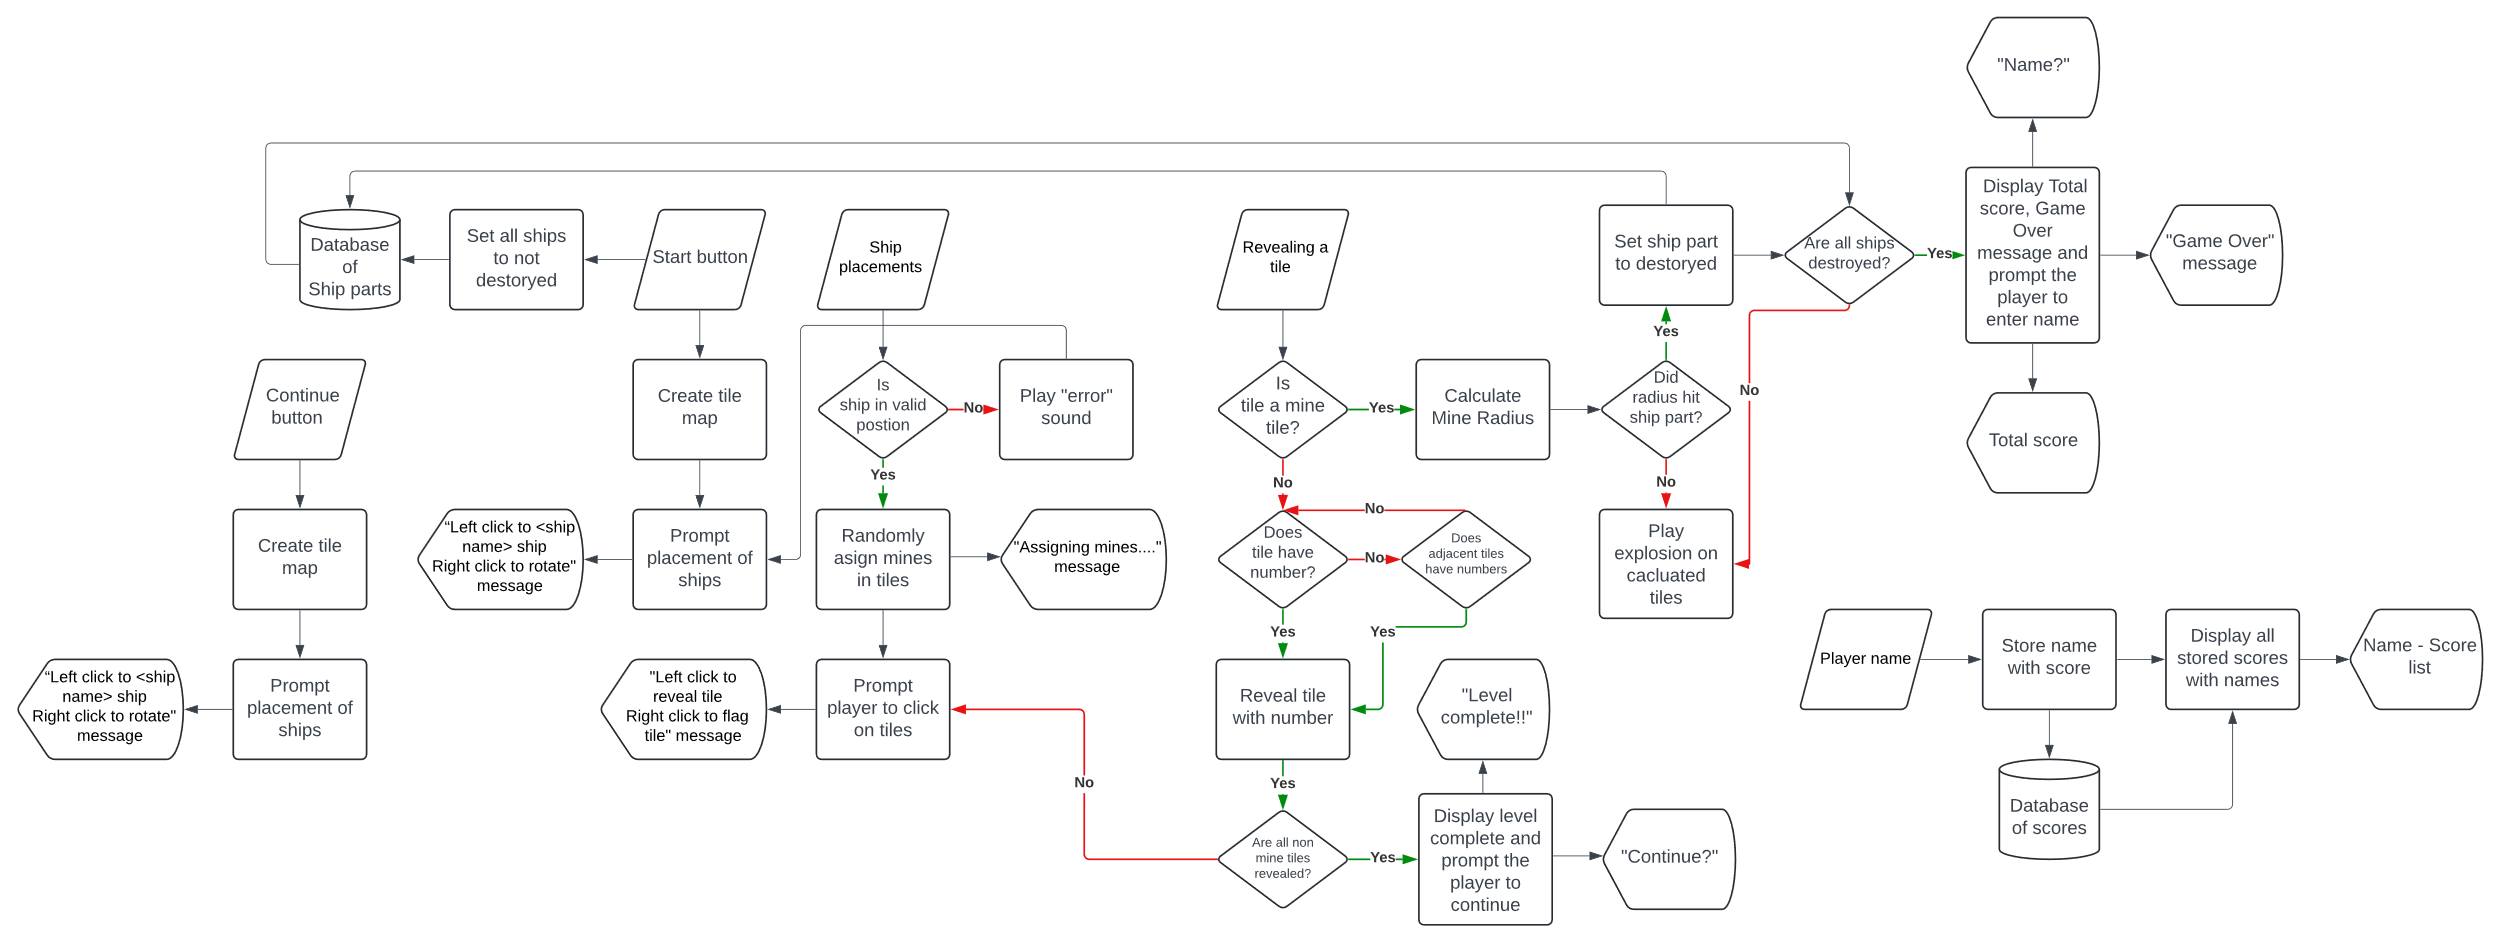 "Name?"
Database
of
Ship parts
Set all ships
to not
destoryed
Start button
Ship
placements
Revealing a
tile
Set ship part
to destoryed
Are all ships
destroyed?
Yes
Display Total
score, Game
Over
message and
prompt the
player to
enter name
"Game Over"
message
Total score
Continue
button
Create tile
map
Is
ship in valid
postion
No
Play "error"
sound
Is
tile a mine
tile?
Yes
Calculate
Mine Radius
Yes
Did
radius hit
ship part?
No
No
Yes
No
Create tile
map
“Left click to <ship
name> ship
Right click to rotate"
message
Prompt
placement of
ships
Randomly
asign mines
in tiles
"Assigning mines...."
message
No
Does
tile have
number?
No
Does
adjacent tiles
have numbers
Play
explosion on
cacluated
tiles
Yes
Yes
“Left click to <ship
name> ship
Right click to rotate"
message
Prompt
placement of
ships
"Left click to
reveal tile
Right click to flag
tile" message
Prompt
player to click
on tiles
Reveal tile
with number
"Level
complete!!"
Player name
Store name
with score
Display all
stored scores
with names
Name - Score
list
No
Yes
Are all non
mine tiles
revealed?
Yes
Display level
complete and
prompt the
player to
continue
"Continue?"
Database
of scores